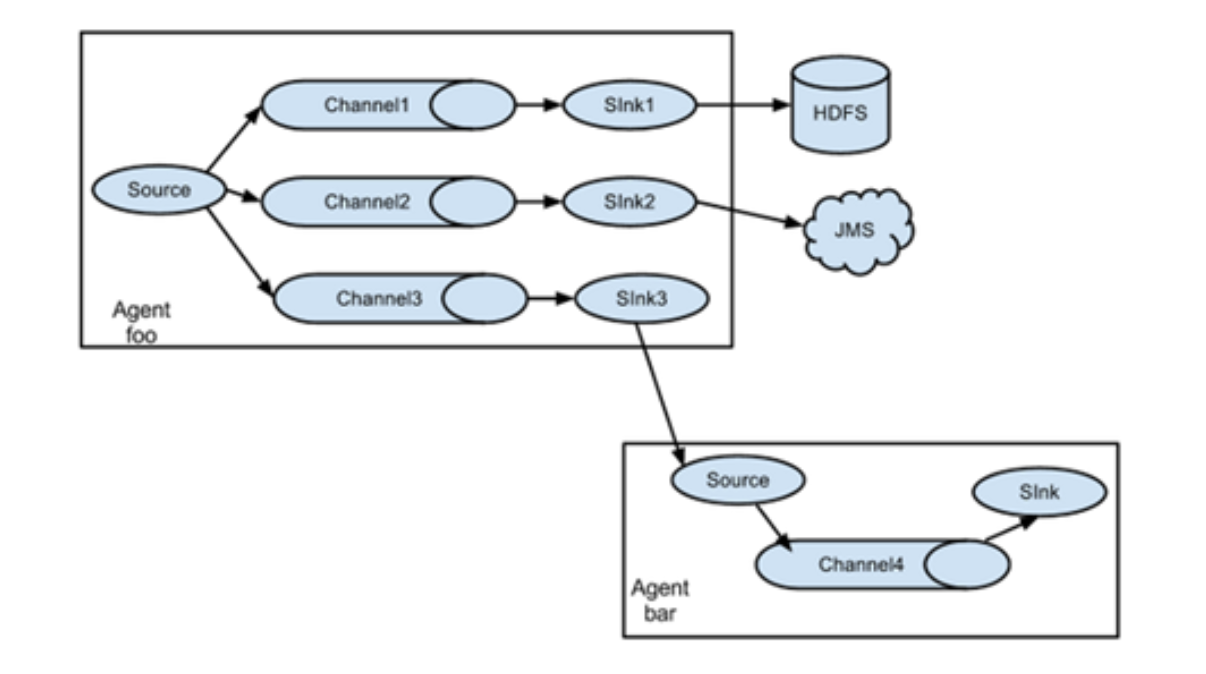 Channel1
SInk1
HDFS
Source
Channel2
SInk2
JMS
Channel3
SInk3
Agent
foo
Source
SInk
Channel4
Agent
bar